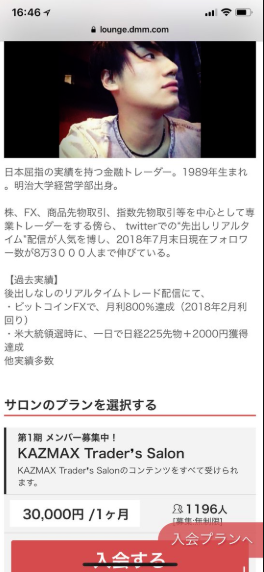 16:46
lounge.dmm.com
日本屈指の実績を持つ金融トレーダー。1989年生まれ
。明治大学経営学部出身。
株、FX、商品先物取引、指数先物取引等を中心として専
業トレーダーをする傍ら、 twitterでの“先出しリアルタ
イム”配信が人気を博し、2018年7月末日現在フォロワ
ー数が8万3０００人まで伸びている。
【過去実績】
後出しなしのリアルタイムトレード配信にて、
・ビットコインFXで、月利800%達成（2018年2月利
回り）
・米大統領選時に、一日で日経225先物＋2000円獲得
達成
他実績多数
サロンのプランを選択する
第1期 メンバー募集中！
KAZMAX Trader's Salon
KAZMAX Trader's Salonのコンテンツをすべて受けられ
ます。
30,000円 /1ヶ月
1196人
[募集:無制限]
入会プランへ
入会する